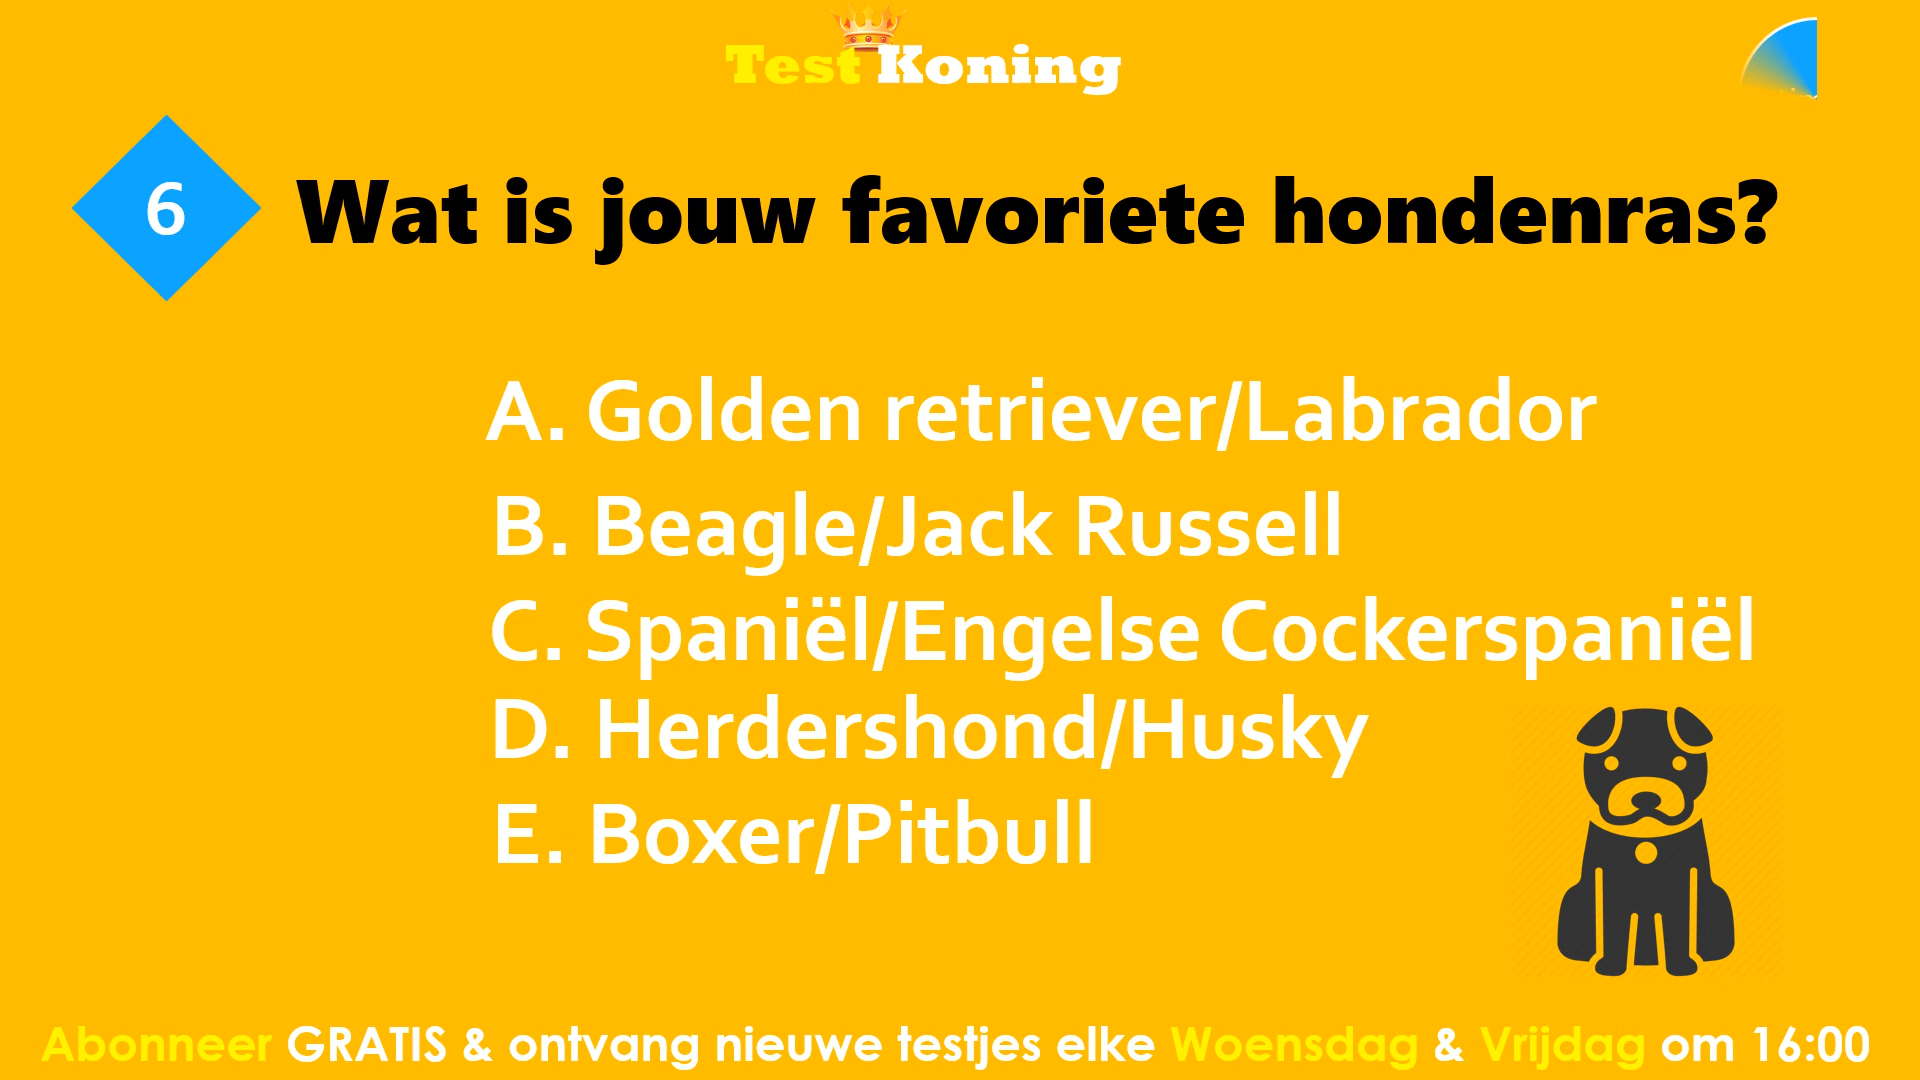 Test Koning
6
Wat is jouw favoriete hondenras?
A. Golden retriever/Labrador
B. Beagle/Jack Russell
C. Spaniël/Engelse Cockerspaniël
D. Herdershond/Husky
E. Boxer/Pitbull
Abonneer GRATIS & ontvang nieuwe testjes elke Woensdag & Vrijdag om 16:00